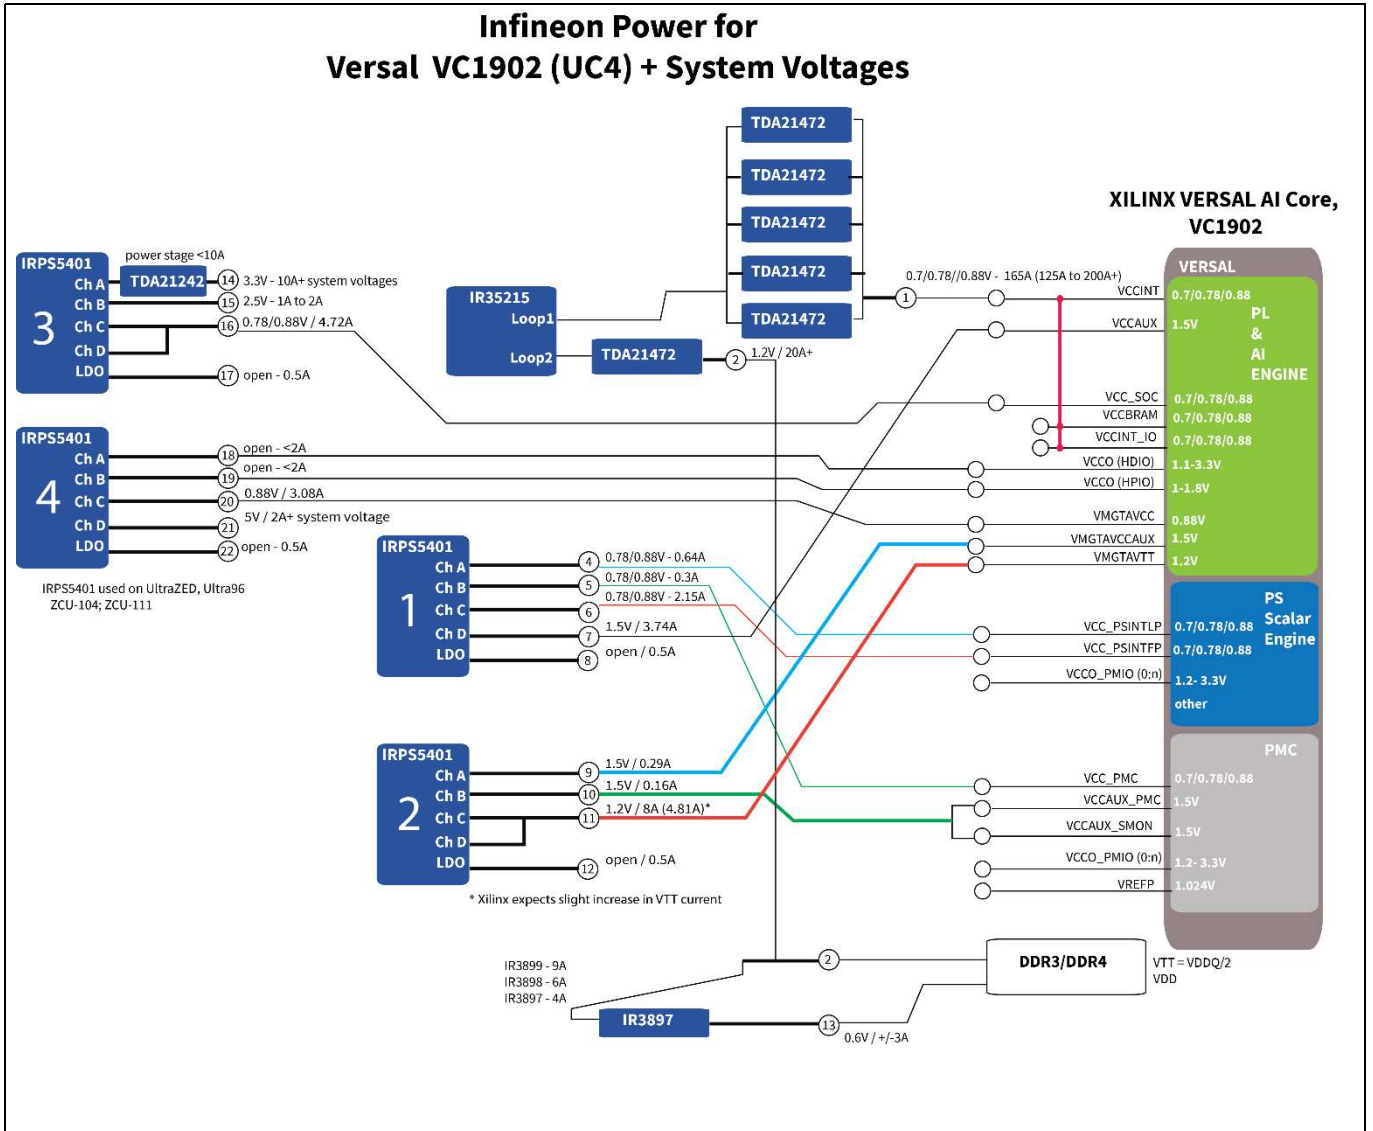 Infineon Power for
Versal VC1902 (UC4) + System Voltages
TDA21472
TDA21472
TDA21472
TDA21472
TDA21472
XILINX VERSAL AI Core,
VC1902
power stage <10A
IRPS5401
3
Ch A
Ch B
Ch C
Ch D
LDO
TDA21242
14
3.3V - 10A+ system voltages
15
2.5V - 1A to 2A
16
0.78/0.88V / 4.72A
17
open - 0.5A
IR35215
Loop1
Loop2
TDA21472
2
1.2V / 20A+
0.7/0.78//0.88V - 165A (125A to 200A+)
1
IRPS5401
4
Ch A
Ch B
Ch C
Ch D
LDO
18
open - <2A
19
open - <2A
20
0.88V / 3.08A
21
5V / 2A+ system voltage
22
open - 0.5A
IRPS5401 used on UltraZED, Ultra96
ZCU-104; ZCU-111
IRPS5401
1
Ch A
Ch B
Ch C
Ch D
LDO
4
0.78/0.88V - 0.64A
5
0.78/0.88V - 0.3A
6
0.78/0.88V - 2.15A
7
1.5V / 3.74A
8
open / 0.5A
IRPS5401
2
Ch A
Ch B
Ch C
Ch D
LDO
9
1.5V / 0.29A
10
1.5V / 0.16A
11
1.2V / 8A (4.81A)*
12
open / 0.5A
* Xilinx expects slight increase in VTT current
VERSAL
VCCINT
0.7/0.78/0.88
PL
&
AI
ENGINE
VCCAUX
1.5V
VCC_SOC
0.7/0.78/0.88
VCCBRAM
0.7/0.78/0.88
VCCINT_IO
0.7/0.78/0.88
VCCO (HDIO)
1.1-3.3V
VCCO (HPIO)
1-1.8V
VMGTAVCC
0.88V
VMGTAVCCAUX
1.5V
VMGTAVTT
1.2V
PS
Scalar
Engine
VCC_PSINTLP
0.7/0.78/0.88
VCC_PSINTFP
0.7/0.78/0.88
VCCO_PMIO (0:n)
1.2- 3.3V
other
PMC
VCC_PMC
0.7/0.78/0.88
VCCAUX_PMC
1.5V
VCCAUX_SMON
1.5V
VCCO_PMIO (0:n)
1.2- 3.3V
VREFP
1.024V
IR3899 - 9A
IR3898 - 6A
IR3897 - 4A
2
DDR3/DDR4
VTT = VDDQ/2
VDD
IR3897
13
0.6V / +/-3A